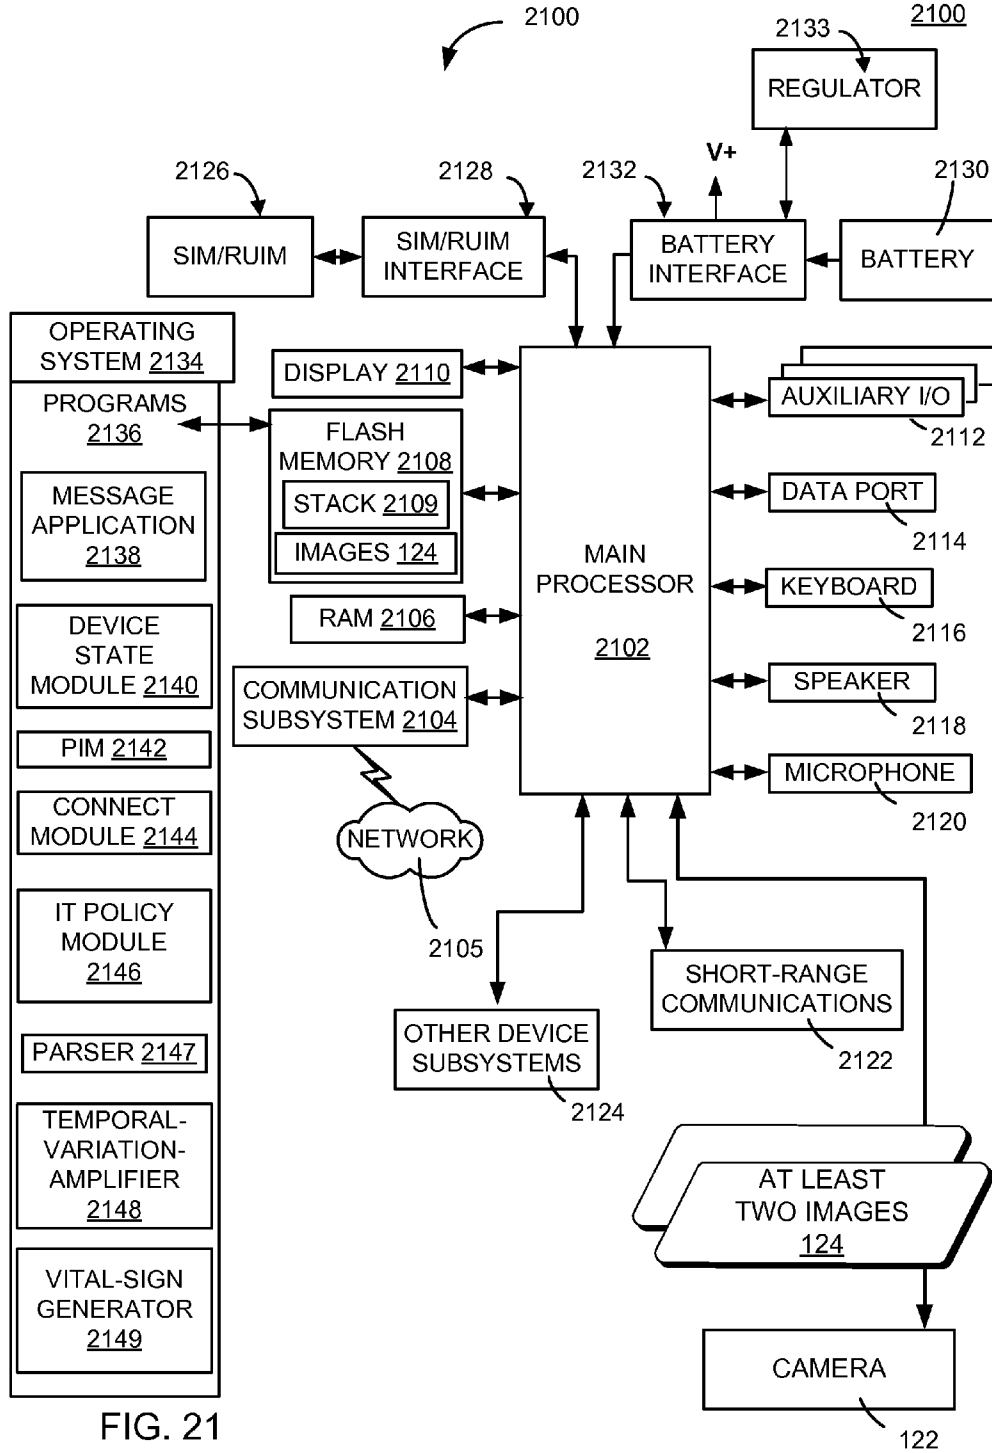 2100
2100
2133
REGULATOR
V+
2126
2128
2132
2130
SIM/RUIM
SIM/RUIM
INTERFACE
BATTERY
INTERFACE
BATTERY
OPERATING
SYSTEM 2134
PROGRAMS
2136
MESSAGE
APPLICATION
2138
DEVICE
STATE
MODULE 2140
PIM 2142
CONNECT
MODULE 2144
IT POLICY
MODULE
2146
PARSER 2147
TEMPORAL-
VARIATION-
AMPLIFIER
2148
VITAL-SIGN
GENERATOR
2149
DISPLAY 2110
FLASH
MEMORY 2108
STACK 2109
IMAGES 124
RAM 2106
COMMUNICATION
SUBSYSTEM 2104
NETWORK
2105
MAIN
PROCESSOR
2102
AUXILIARY I/O
2112
DATA PORT
2114
KEYBOARD
2116
SPEAKER
2118
MICROPHONE
2120
SHORT-RANGE
COMMUNICATIONS
2122
OTHER DEVICE
SUBSYSTEMS
2124
AT LEAST
TWO IMAGES
124
CAMERA
122
FIG. 21